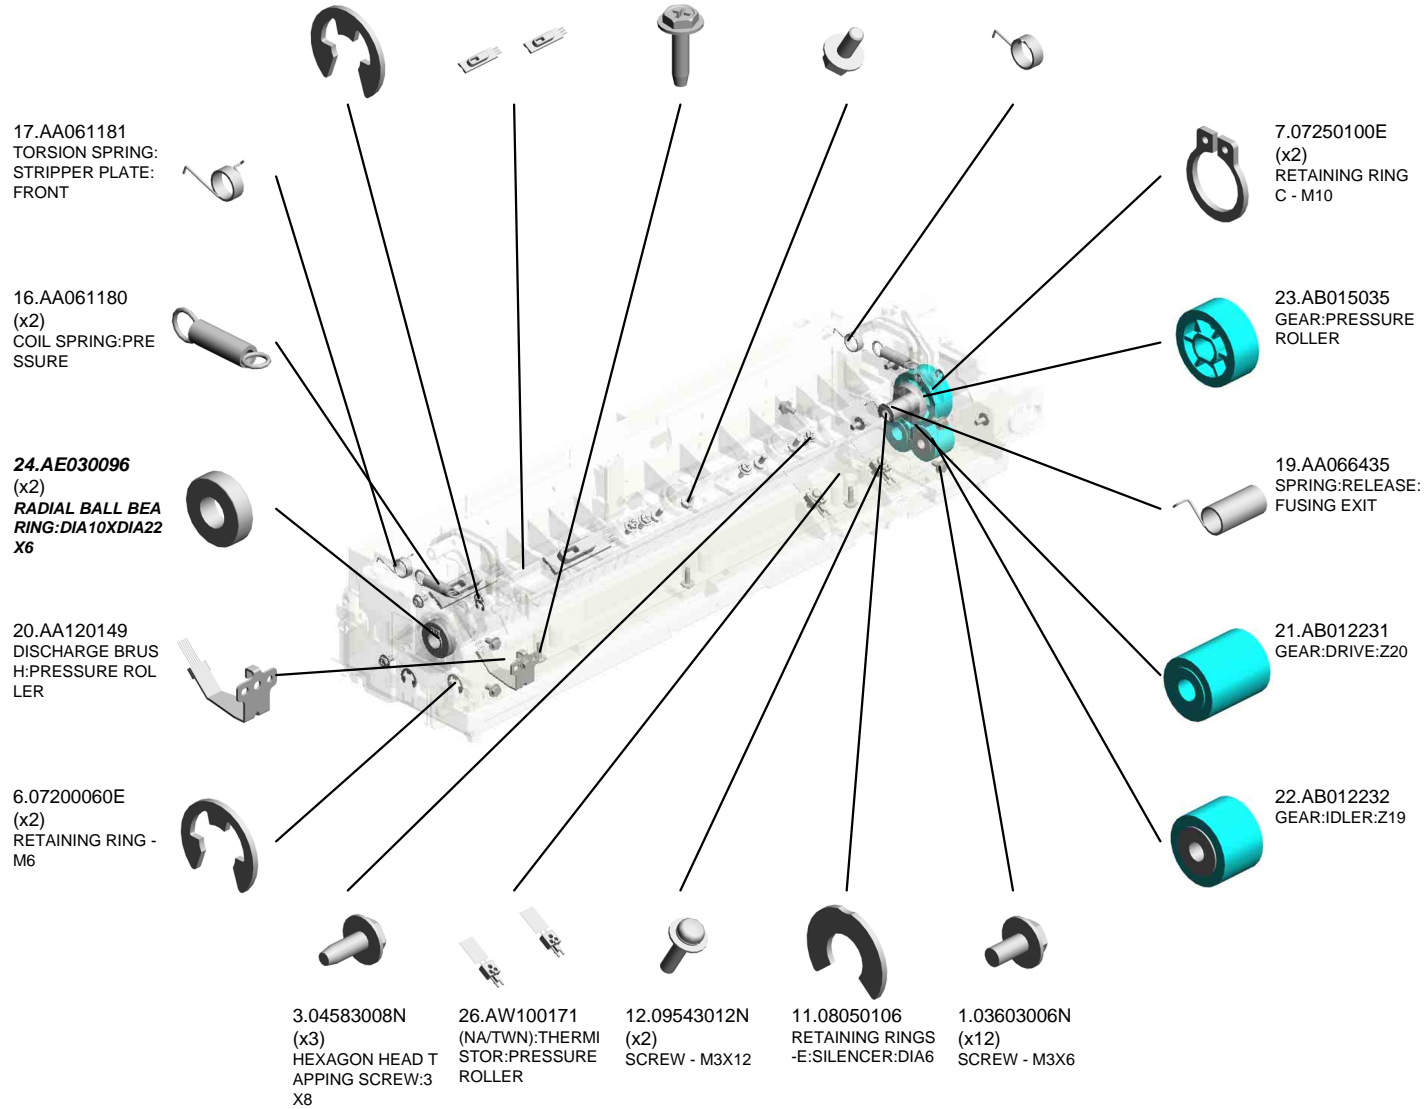 17.AA061181
TORSION SPRING:
STRIPPER PLATE:
FRONT
16.AA061180
(x2)
COIL SPRING:PRE
SSURE
24.AE030096
(x2)
RADIAL BALL BEA
RING:DIA10XDIA22
X6
20.AA120149
DISCHARGE BRUS
H:PRESSURE ROL
LER
6.07200060E
(x2)
RETAINING RING -
M6
7.07250100E
(x2)
RETAINING RING
C - M10
23.AB015035
GEAR:PRESSURE
ROLLER
19.AA066435
SPRING:RELEASE:
FUSING EXIT
21.AB012231
GEAR:DRIVE:Z20
22.AB012232
GEAR:IDLER:Z19
3.04583008N
(x3)
HEXAGON HEAD T
APPING SCREW:3
X8
26.AW100171
(NA/TWN):THERMI
STOR:PRESSURE
ROLLER
12.09543012N
(x2)
SCREW - M3X12
11.08050106
RETAINING RINGS
-E:SILENCER:DIA6
1.03603006N
(x12)
SCREW - M3X6